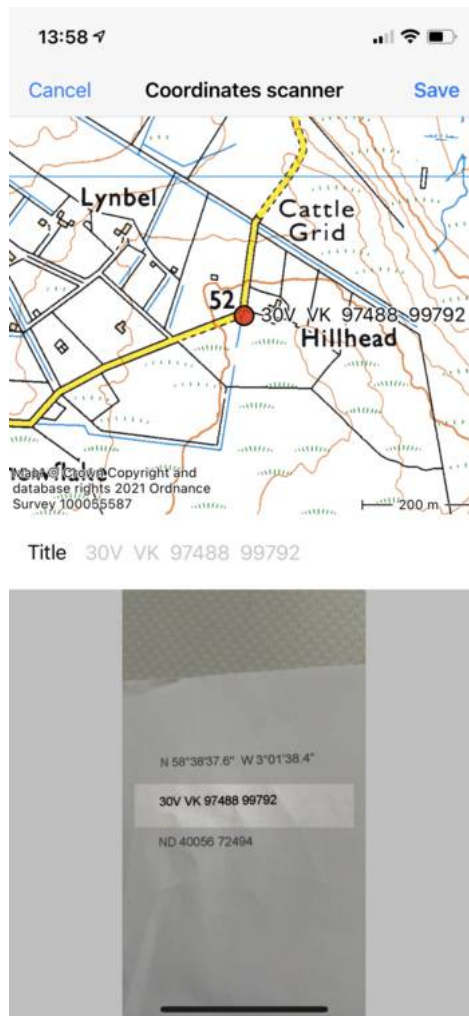 13:58
Cancel Coordinates scanner Save
Lynbel
Cattle
Grid
52
30V VK 97488 99792
Hillhead
Copyright and
database rights 2021 Ordnance
Survey 100055587
200 m
Title 30V VK 97488 99792
N 58°38'37.6" W 3°01'38.4"
30V VK 97488 99792
ND 40056 72494